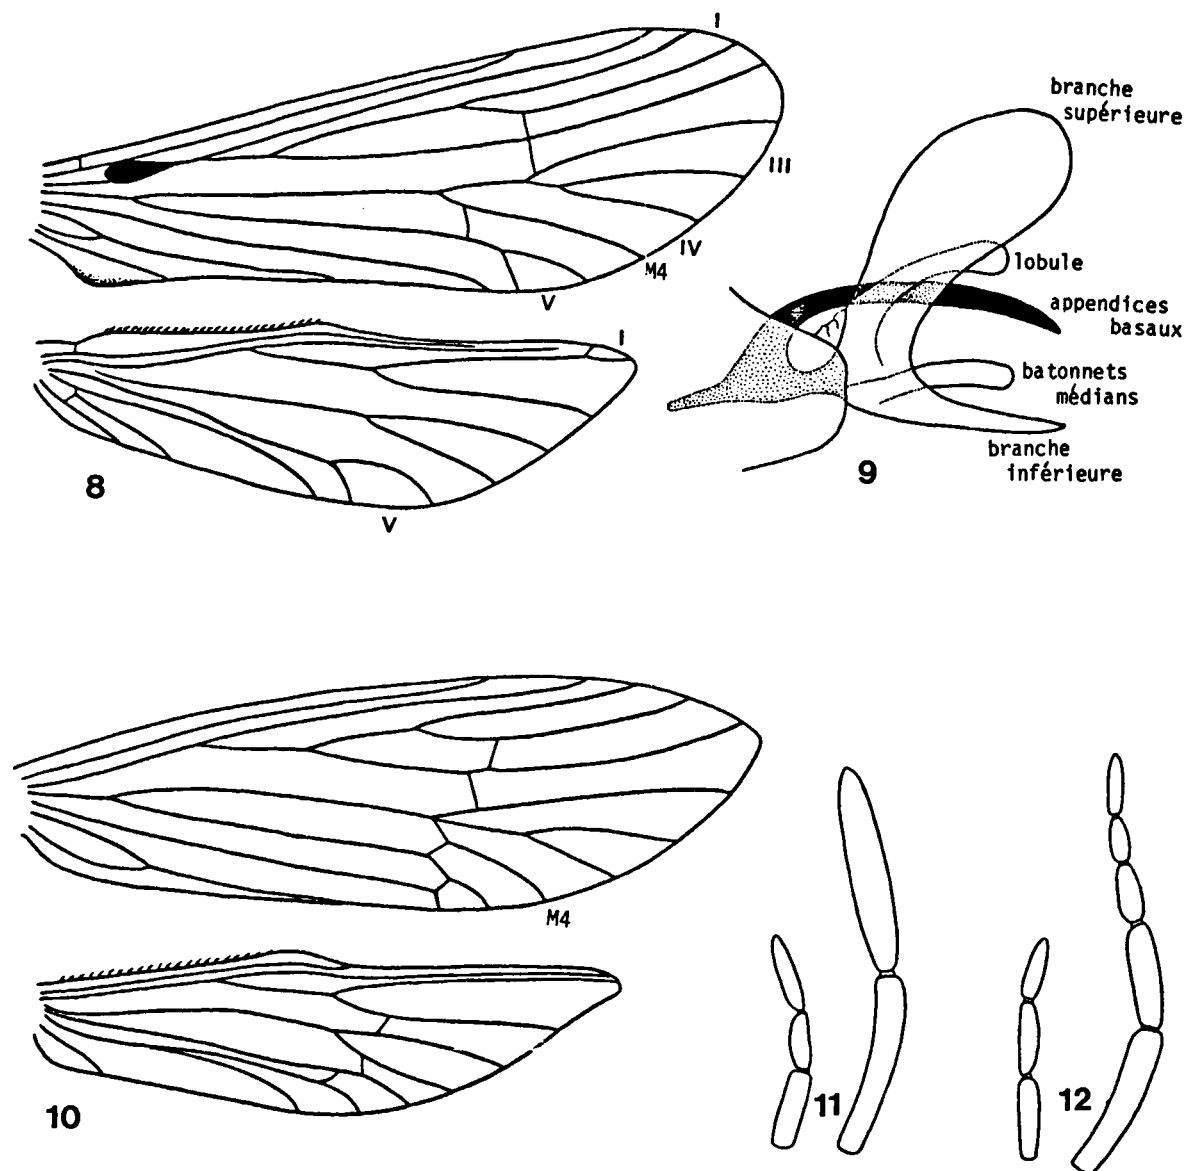 I
III
IV
M4
V
I
V
8
branche
supérieure
lobule
appendices
basaux
batonnets
médians
branche
inférieure
9
M4
10
11
12